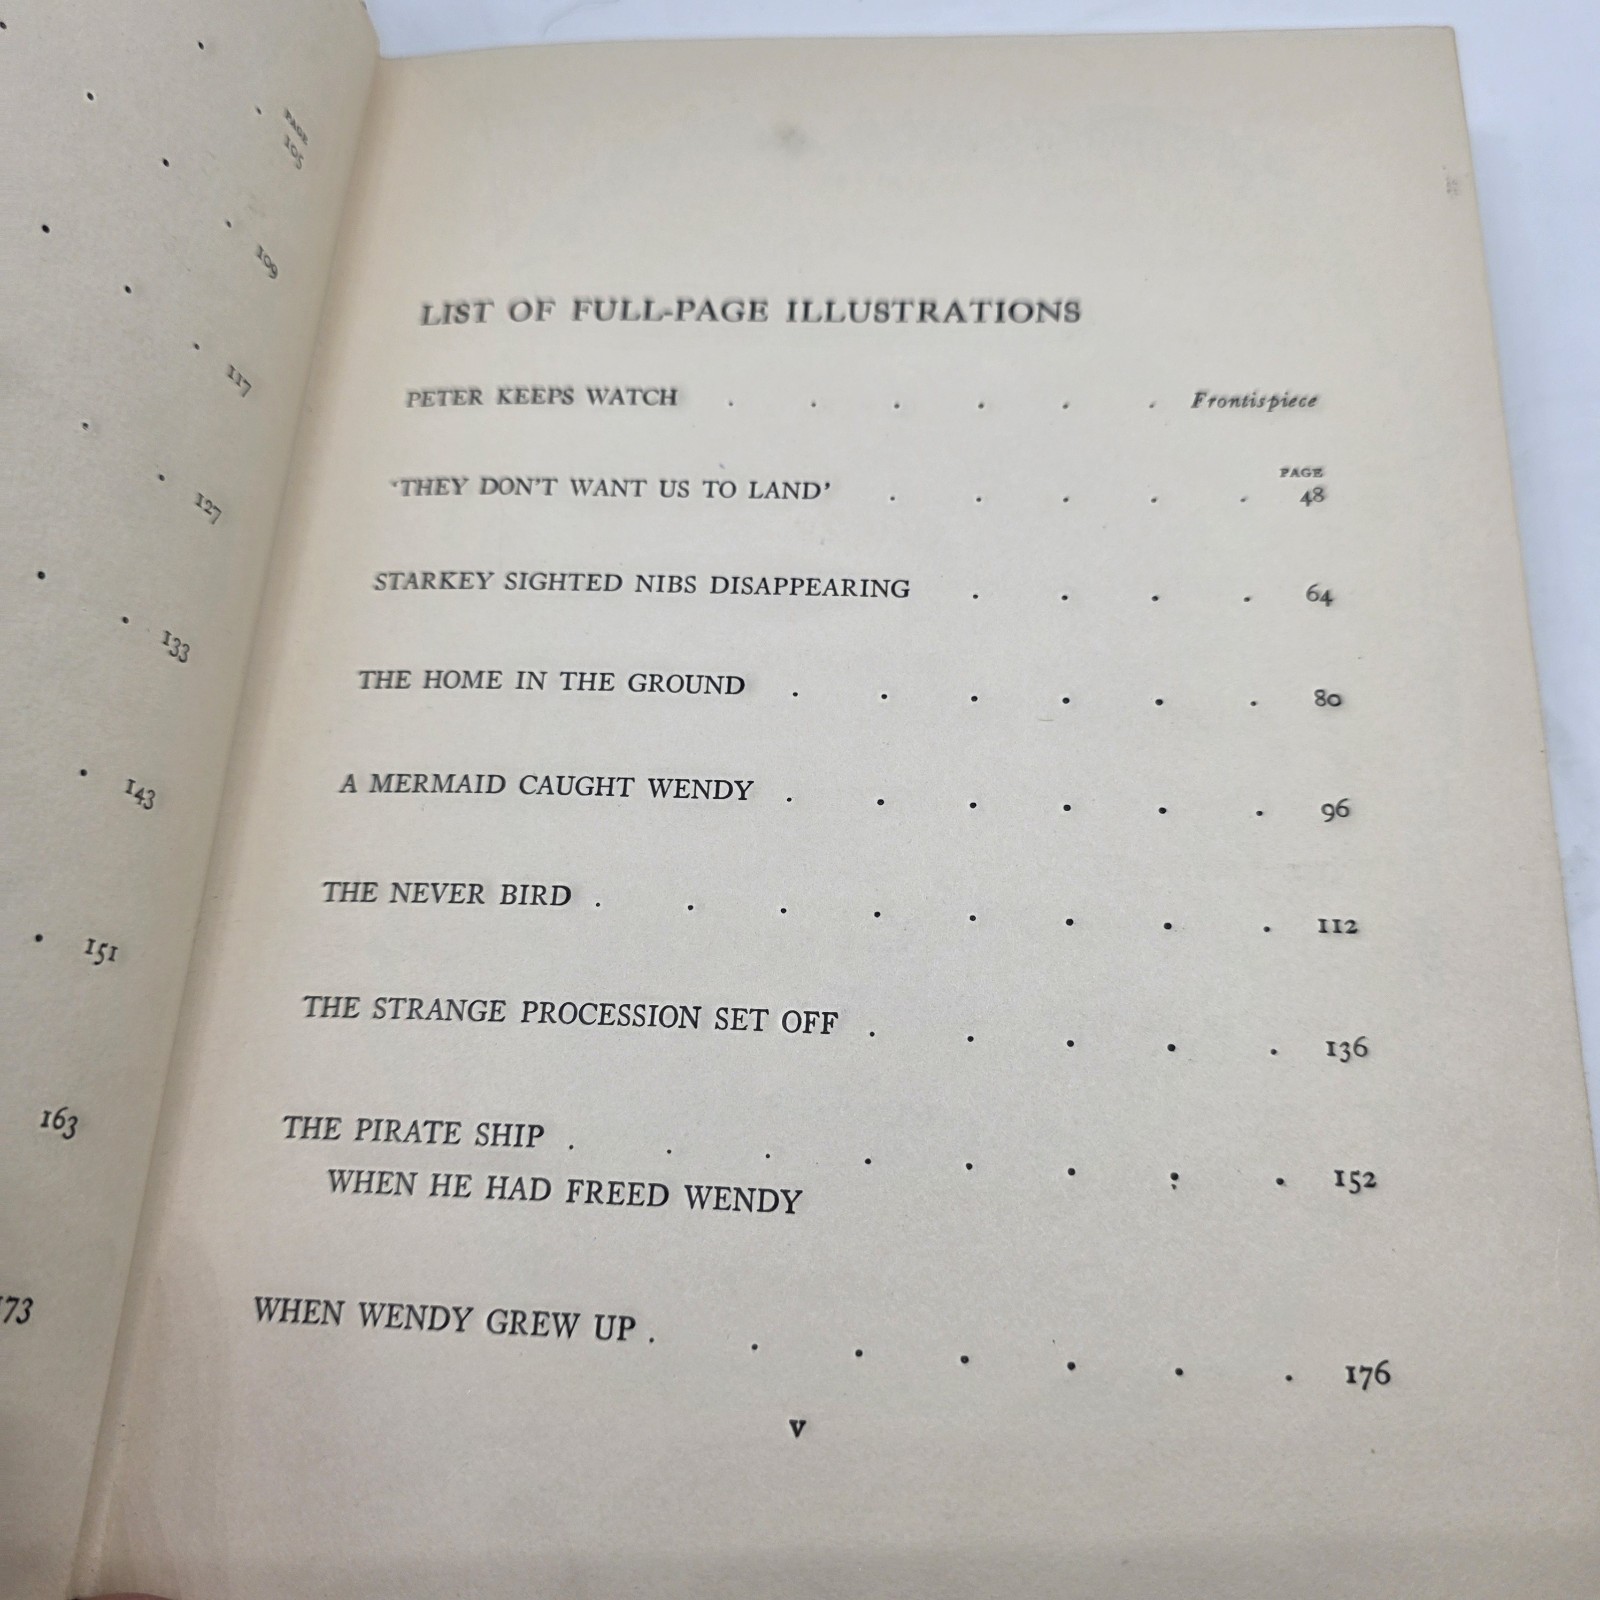 PAGE
105
109
117
127
133
143
151
163
173
LIST OF FULL-PAGE ILLUSTRATIONS
PETER KEEPS WATCH . . . . . . Frontispiece
PAGE
'THEY DON'T WANT US TO LAND' . . . . . 48
STARKEY SIGHTED NIBS DISAPPEARING . . . . 64
THE HOME IN THE GROUND . . . . . . 80
A MERMAID CAUGHT WENDY . . . . . . 96
THE NEVER BIRD . . . . . . . . 112
THE STRANGE PROCESSION SET OFF . . . . . 136
THE PIRATE SHIP . . . . . . . . 152
WHEN HE HAD FREED WENDY
WHEN WENDY GREW UP . . . . . . . 176
v